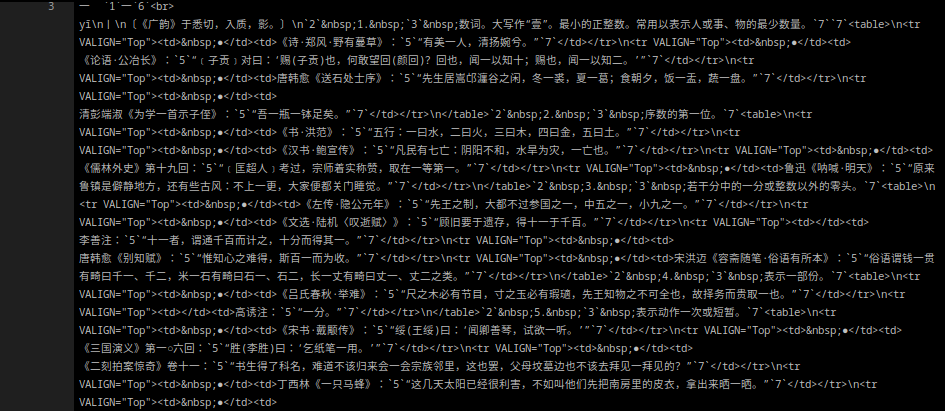 3 一 `1`一`6`<br>
yī\n〡\n〔《广韵》于悉切，入质，影。〕\n`2`&nbsp;1.&nbsp;`3`&nbsp;数词。大写作“壹”。最小的正整数。常用以表示人或事、物的最少数量。`7``7`<table>\n<tr
VALIGN="Top"><td>&nbsp;●</td><td>《诗·郑风·野有蔓草》：`5`“有美一人，清扬婉兮。”`7`</td></tr>\n<tr VALIGN="Top"><td>&nbsp;●</td><td>
《论语·公冶长》：`5`“﹝子贡﹞对曰：‘赐(子贡)也，何敢望回(颜回)？回也，闻一以知十；赐也，闻一以知二。’”`7`</td></tr>\n<tr
VALIGN="Top"><td>&nbsp;●</td><td>唐韩愈《送石处士序》：`5`“先生居嵩邙瀍谷之闲，冬一裘，夏一葛；食朝夕，饭一盂，蔬一盘。”`7`</td></tr>\n<tr
VALIGN="Top"><td>&nbsp;●</td><td>
清彭端淑《为学一首示子侄》：`5`“吾一瓶一钵足矣。”`7`</td></tr>\n</table>`2`&nbsp;2.&nbsp;`3`&nbsp;序数的第一位。`7`<table>\n<tr
VALIGN="Top"><td>&nbsp;●</td><td>《书·洪范》：`5`“五行：一曰水，二曰火，三曰木，四曰金，五曰土。”`7`</td></tr>\n<tr
VALIGN="Top"><td>&nbsp;●</td><td>《汉书·鲍宣传》：`5`“凡民有七亡：阴阳不和，水旱为灾，一亡也。”`7`</td></tr>\n<tr VALIGN="Top"><td>&nbsp;●</td><td>
《儒林外史》第十九回：`5`“﹝匡超人﹞考过，宗师着实称赞，取在一等第一。”`7`</td></tr>\n<tr VALIGN="Top"><td>&nbsp;●</td><td>鲁迅《呐喊·明天》：`5`“原来
鲁镇是僻静地方，还有些古风：不上一更，大家便都关门睡觉。”`7`</td></tr>\n</table>`2`&nbsp;3.&nbsp;`3`&nbsp;若干分中的一分或整数以外的零头。`7`<table>\n
<tr VALIGN="Top"><td>&nbsp;●</td><td>《左传·隐公元年》：`5`“先王之制，大都不过参国之一，中五之一，小九之一。”`7`</td></tr>\n<tr
VALIGN="Top"><td>&nbsp;●</td><td>《文选·陆机〈叹逝赋〉》：`5`“顾旧要于遗存，得十一于千百。”`7`</td></tr>\n<tr VALIGN="Top"><td></td><td>
李善注：`5`“十一者，谓通千百而计之，十分而得其一。”`7`</td></tr>\n<tr VALIGN="Top"><td>&nbsp;●</td><td>
唐韩愈《别知赋》：`5`“惟知心之难得，斯百一而为收。”`7`</td></tr>\n<tr VALIGN="Top"><td>&nbsp;●</td><td>宋洪迈《容斋随笔·俗语有所本》：`5`“俗语谓钱一贯
有畸曰千一、千二，米一石有畸曰石一、石二，长一丈有畸曰丈一、丈二之类。”`7`</td></tr>\n</table>`2`&nbsp;4.&nbsp;`3`&nbsp;表示一部份。`7`<table>\n<tr
VALIGN="Top"><td>&nbsp;●</td><td>《吕氏春秋·举难》：`5`“尺之木必有节目，寸之玉必有瑕瓋，先王知物之不可全也，故择务而贵取一也。”`7`</td></tr>\n<tr
VALIGN="Top"><td></td><td>高诱注：`5`“一分。”`7`</td></tr>\n</table>`2`&nbsp;5.&nbsp;`3`&nbsp;表示动作一次或短暂。`7`<table>\n<tr
VALIGN="Top"><td>&nbsp;●</td><td>《宋书·戴颙传》：`5`“绥(王绥)曰：‘闻卿善琴，试欲一听。’”`7`</td></tr>\n<tr VALIGN="Top"><td>&nbsp;●</td><td>
《三国演义》第一○六回：`5`“胜(李胜)曰：‘乞纸笔一用。’”`7`</td></tr>\n<tr VALIGN="Top"><td>&nbsp;●</td><td>
《二刻拍案惊奇》卷十一：`5`“书生得了科名，难道不该归来会一会宗族邻里，这也罢，父母坟墓边也不该去拜见一拜见的？”`7`</td></tr>\n<tr
VALIGN="Top"><td>&nbsp;●</td><td>丁西林《一只马蜂》：`5`“这几天太阳已经很利害，不如叫他们先把南房里的皮衣，拿出来晒一晒。”`7`</td></tr>\n<tr
VALIGN="Top"><td>&nbsp;●</td><td>